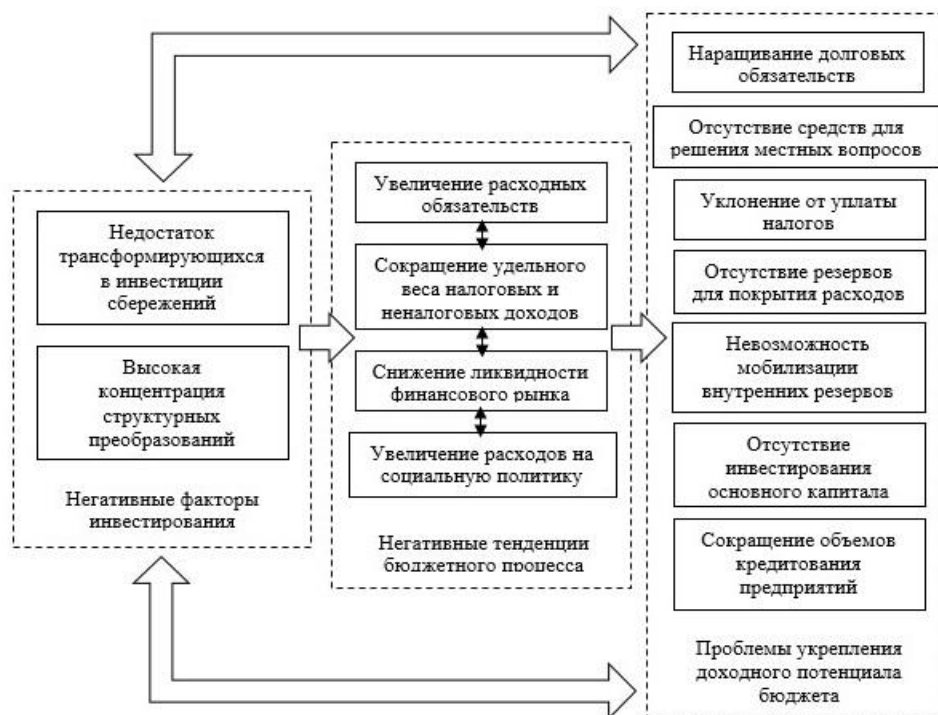 Недостаток
трансформирующихся
в инвестиции
сбережений
Высокая
концентрация
структурных
преобразований
Негативные факторы
инвестирования
Увеличение расходных
обязательств
Сокращение удельного
веса налоговых и
неналоговых доходов
Снижение ликвидности
финансового рынка
Увеличение расходов на
социальную политику
Негативные тенденции
бюджетного процесса
Наращивание долговых
обязательств
Отсутствие средств для
решения местных вопросов
Уклонение от уплаты
налогов
Отсутствие резервов
для покрытия расходов
Невозможность
мобилизации
внутренних резервов
Отсутствие
инвестирования
основного капитала
Сокращение объемов
кредитования
предприятий
Проблемы укрепления
доходного потенциала
бюджета